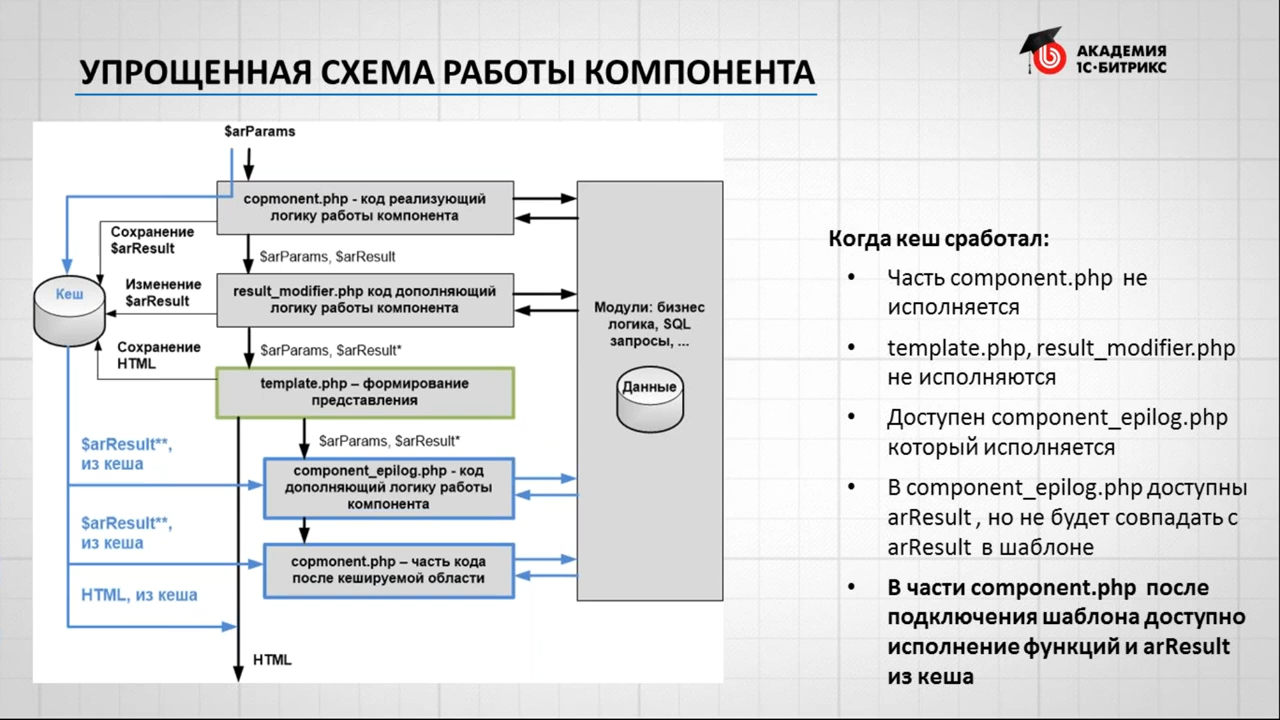 УПРОЩЕННАЯ СХЕМА РАБОТЫ КОМПОНЕНТА
АКАДЕМИЯ
1С·БИТРИКС
$arParams
copmonent.php - код реализующий
логику работы компонента
Сохранение
$arResult
$arParams, $arResult
Изменение
$arResult
Кеш
result_modifier.php код дополняющий
логику работы компонента
Модули: бизнес
логика, SQL
запросы, ...
Данные
Сохранение
HTML
$arParams, $arResult*
template.php – формирование
представления
$arParams, $arResult*
$arResult**,
из кеша
component_epilog.php - код
дополняющий логику работы
компонента
$arResult**,
из кеша
copmonent.php – часть кода
после кешируемой области
HTML, из кеша
HTML
Когда кеш сработал:
• Часть component.php не
исполняется
• template.php, result_modifier.php
не исполняются
• Доступен component_epilog.php
который исполняется
• В component_epilog.php доступны
arResult , но не будет совпадать с
arResult в шаблоне
• В части component.php после
подключения шаблона доступно
исполнение функций и arResult
из кеша